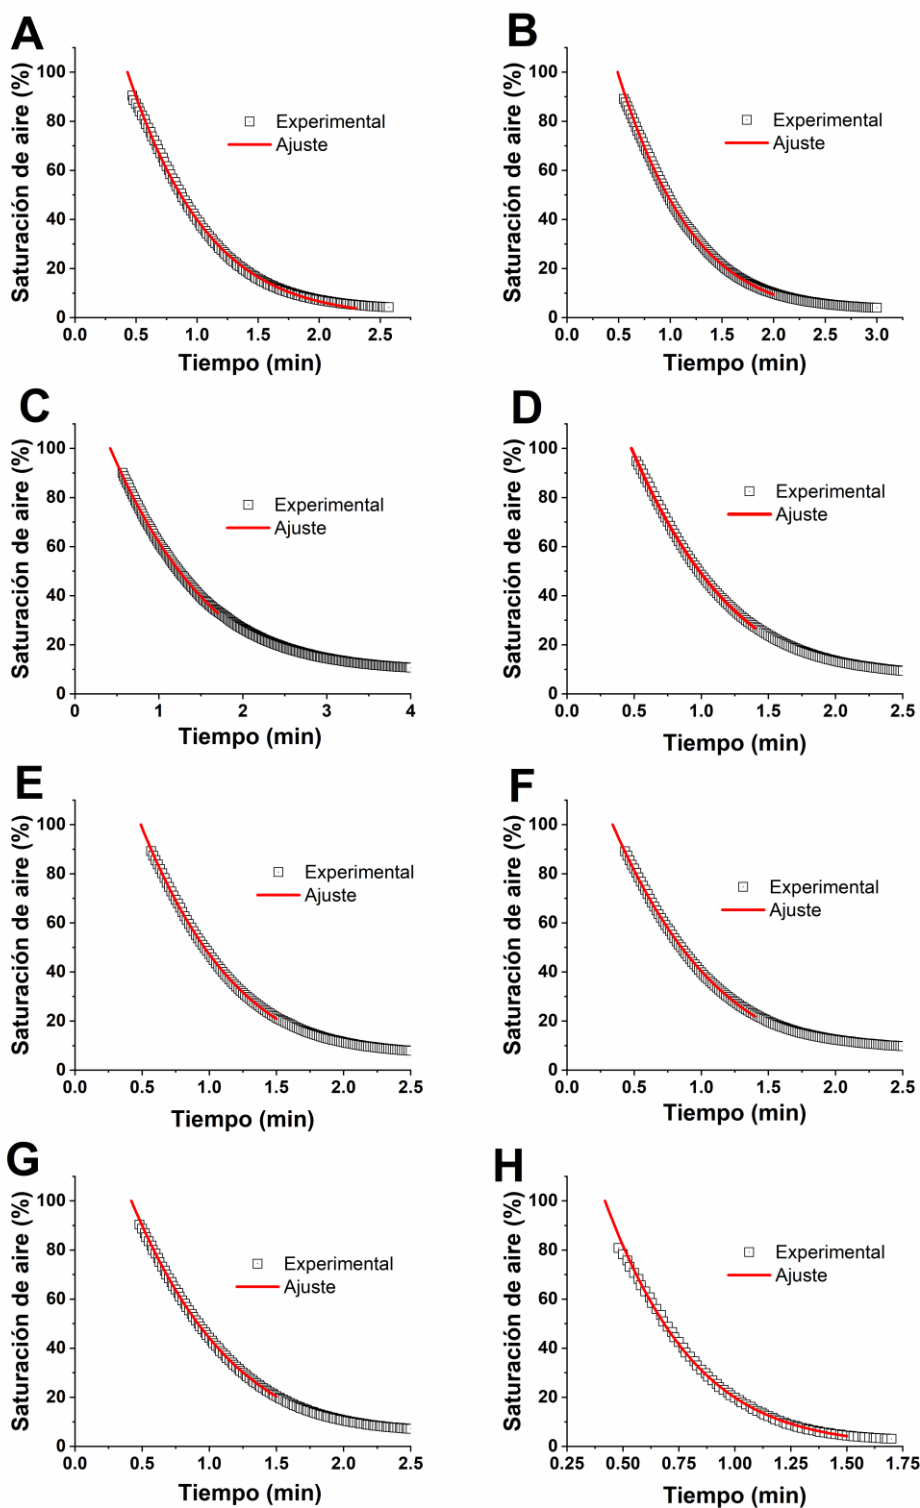 A
Saturación de aire (%)
100
80
60
40
20
0
Experimental
Ajuste
0.0 0.5 1.0 1.5 2.0 2.5
Tiempo (min)
B
Saturación de aire (%)
100
80
60
40
20
0
Experimental
Ajuste
0.0 0.5 1.0 1.5 2.0 2.5 3.0
Tiempo (min)
C
Saturación de aire (%)
100
80
60
40
20
0
Experimental
Ajuste
0 1 2 3 4
Tiempo (min)
D
Saturación de aire (%)
100
80
60
40
20
0
Experimental
Ajuste
0.0 0.5 1.0 1.5 2.0 2.5
Tiempo (min)
E
Saturación de aire (%)
100
80
60
40
20
0
Experimental
Ajuste
0.0 0.5 1.0 1.5 2.0 2.5
Tiempo (min)
F
Saturación de aire (%)
100
80
60
40
20
0
Experimental
Ajuste
0.0 0.5 1.0 1.5 2.0 2.5
Tiempo (min)
G
Saturación de aire (%)
100
80
60
40
20
0
Experimental
Ajuste
0.0 0.5 1.0 1.5 2.0 2.5
Tiempo (min)
H
Saturación de aire (%)
100
80
60
40
20
0
Experimental
Ajuste
0.25 0.50 0.75 1.00 1.25 1.50 1.75
Tiempo (min)